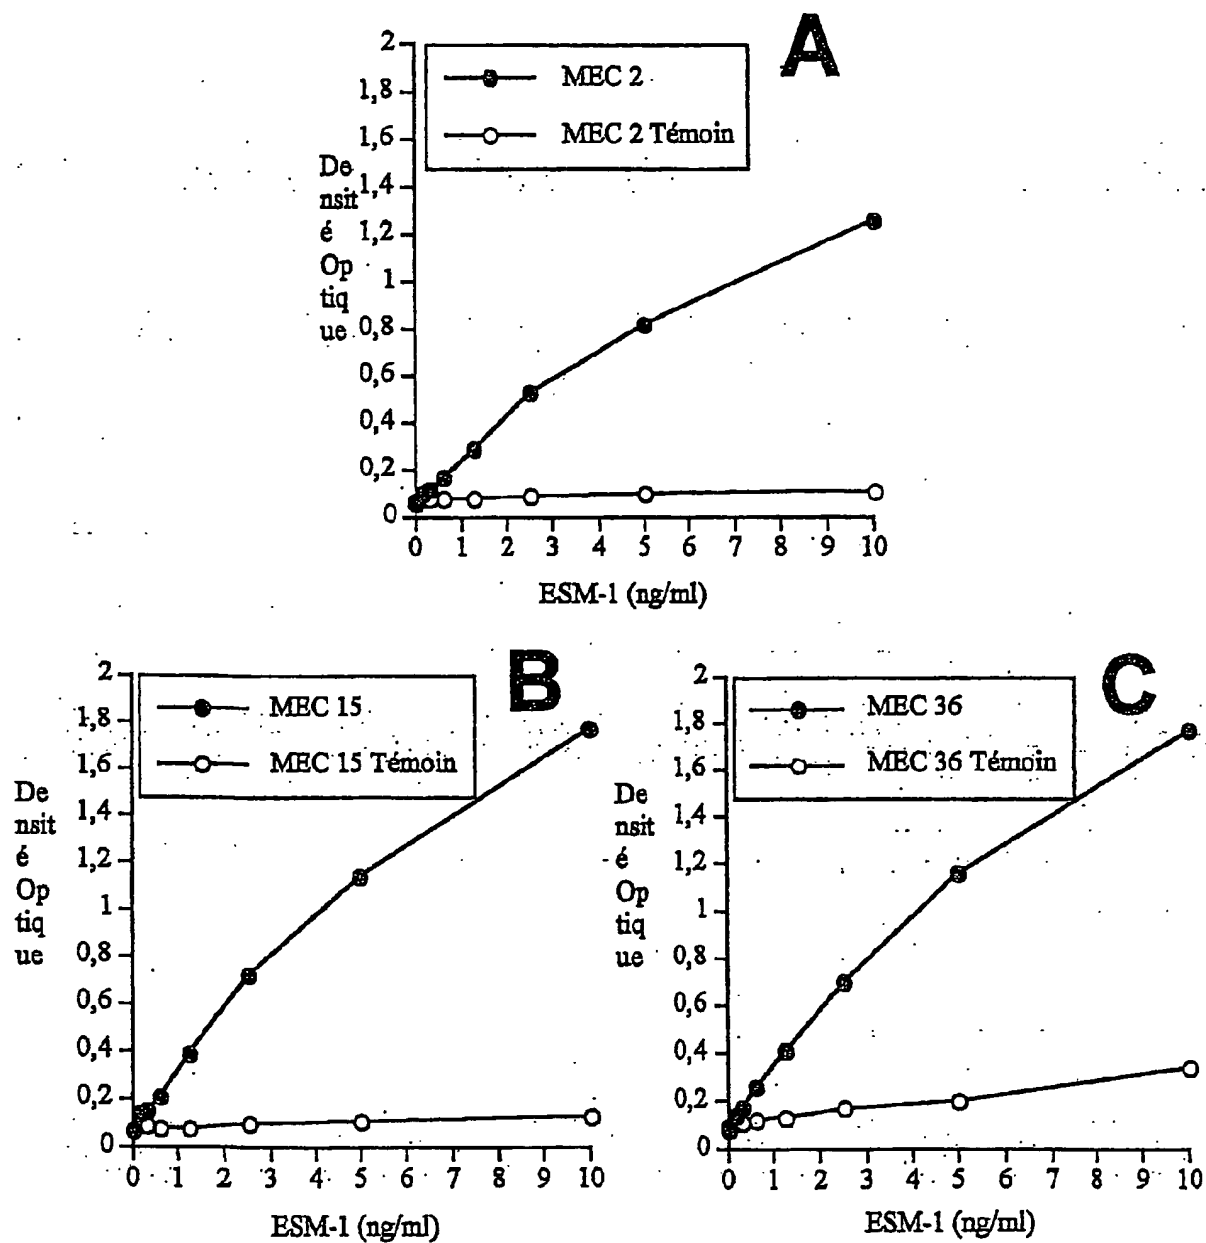 A
MEC 2
MEC 2 Témoin
De
nsit
é
Op
tiq
ue
2
1,8
1,6
1,4
1,2
1
0,8
0,6
0,4
0,2
0
0 1 2 3 4 5 6 7 8 9 10
ESM-1 (ng/ml)
B
MEC 15
MEC 15 Témoin
De
nsit
é
Op
tiq
ue
2
1,8
1,6
1,4
1,2
1
0,8
0,6
0,4
0,2
0
0 1 2 3 4 5 6 7 8 9 10
ESM-1 (ng/ml)
C
MEC 36
MEC 36 Témoin
De
nsit
é
Op
tiq
ue
2
1,8
1,6
1,4
1,2
1
0,8
0,6
0,4
0,2
0
0 1 2 3 4 5 6 7 8 9 10
ESM-1 (ng/ml)